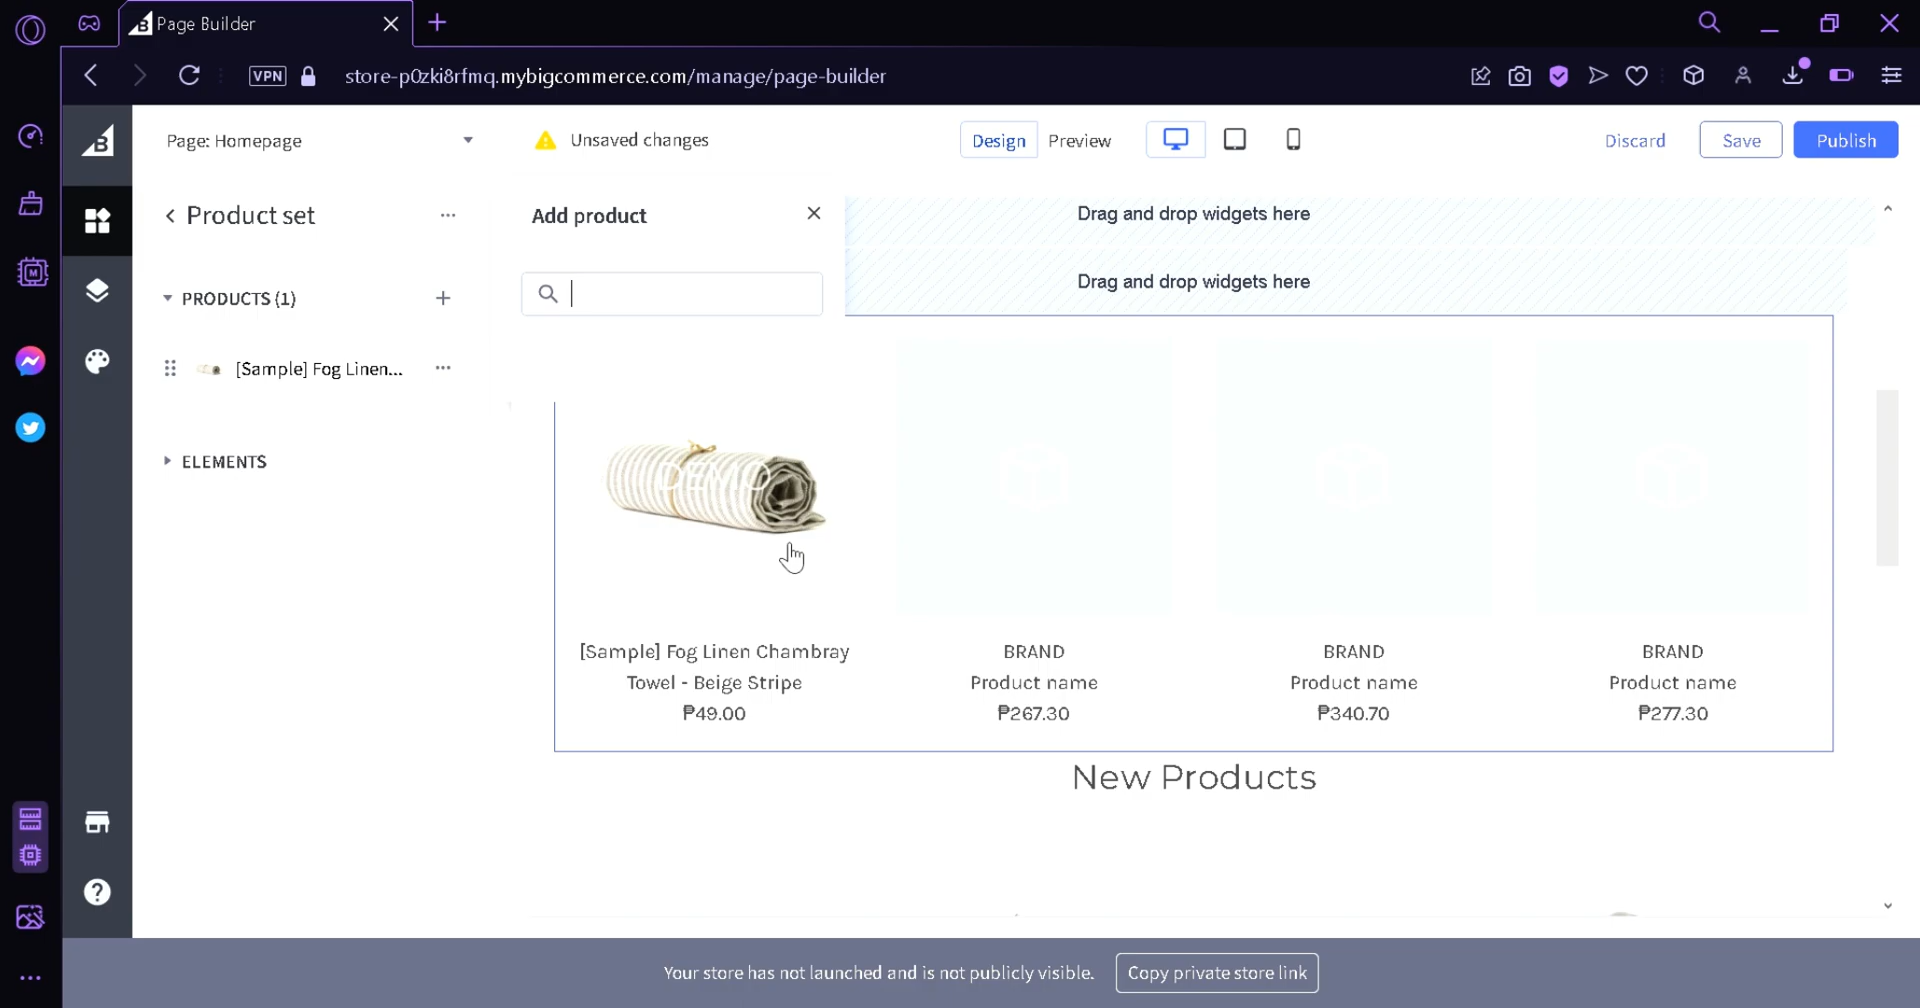 Page Builder
VPN
store-p0zki8rfmq.mybigcommerce.com/manage/page-builder
Page: Homepage
Unsaved changes
Design
Preview
Discard
Save
Publish
Product set
Add product
PRODUCTS (1)
[Sample] Fog Linen...
ELEMENTS
Drag and drop widgets here
Drag and drop widgets here
DEMO
[Sample] Fog Linen Chambray
Towel - Beige Stripe
₱49.00
BRAND
Product name
₱267.30
BRAND
Product name
₱340.70
BRAND
Product name
₱277.30
New Products
Your store has not launched and is not publicly visible.
Copy private store link